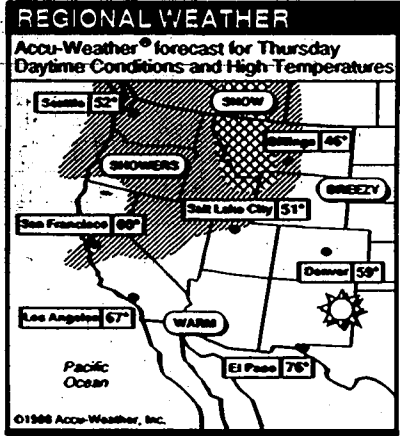 REGIONAL WEATHER
Accu-Weather® forecast for Thursday
Daytime Conditions and High Temperatures
Seattle 52°
SNOW
Billings 46°
SHOWERS
BREEZY
Salt Lake City 51°
San Francisco 60°
Denver 59°
Los Angeles 67°
WARM
El Paso 76°
Pacific
Ocean
Accu-Weather, Inc.